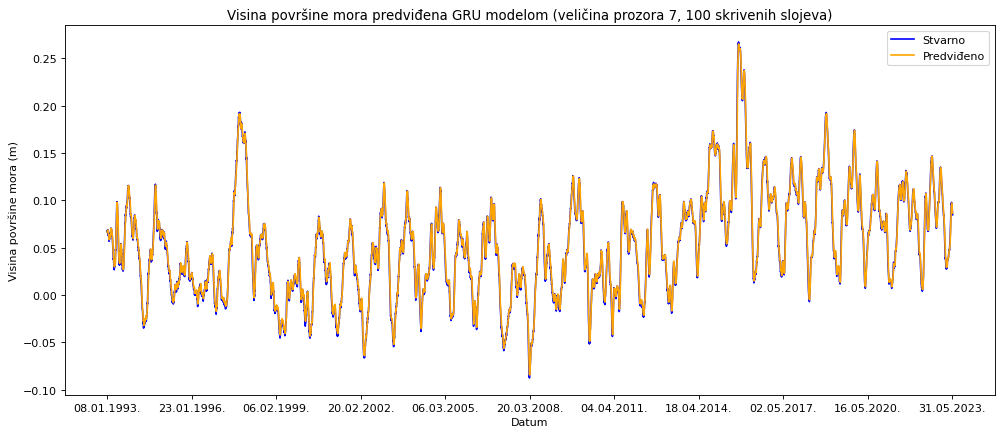 Visina površine mora predviđena GRU modelom (veličina prozora 7, 100 skrivenih slojeva)
Stvarno
Predviđeno
Visina površine mora (m)
0.25
0.20
0.15
0.10
0.05
0.00
−0.05
−0.10
08.01.1993. 23.01.1996. 06.02.1999. 20.02.2002. 06.03.2005. 20.03.2008. 04.04.2011. 18.04.2014. 02.05.2017. 16.05.2020. 31.05.2023.
Datum